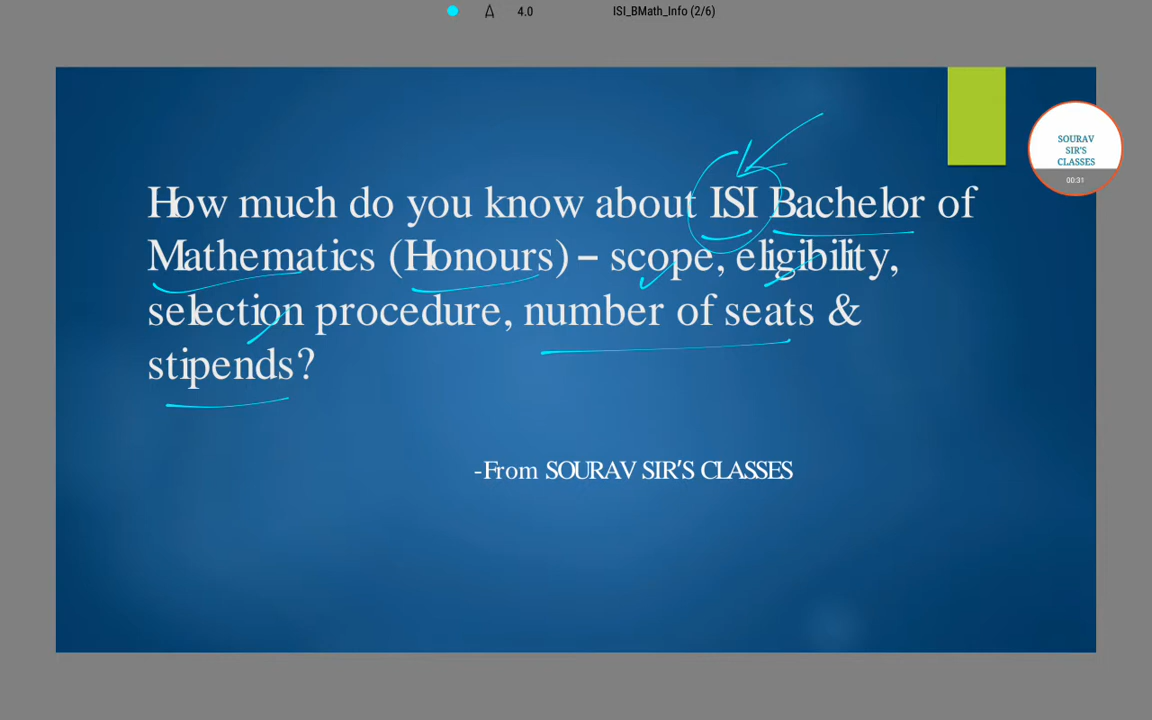 4.0 ISI_BMath_Info (2/6)
SOURAV
SIR'S
CLASSES
00:31
How much do you know about ISI Bachelor of
Mathematics (Honours) – scope, eligibility,
selection procedure, number of seats &
stipends?
-From SOURAV SIR'S CLASSES